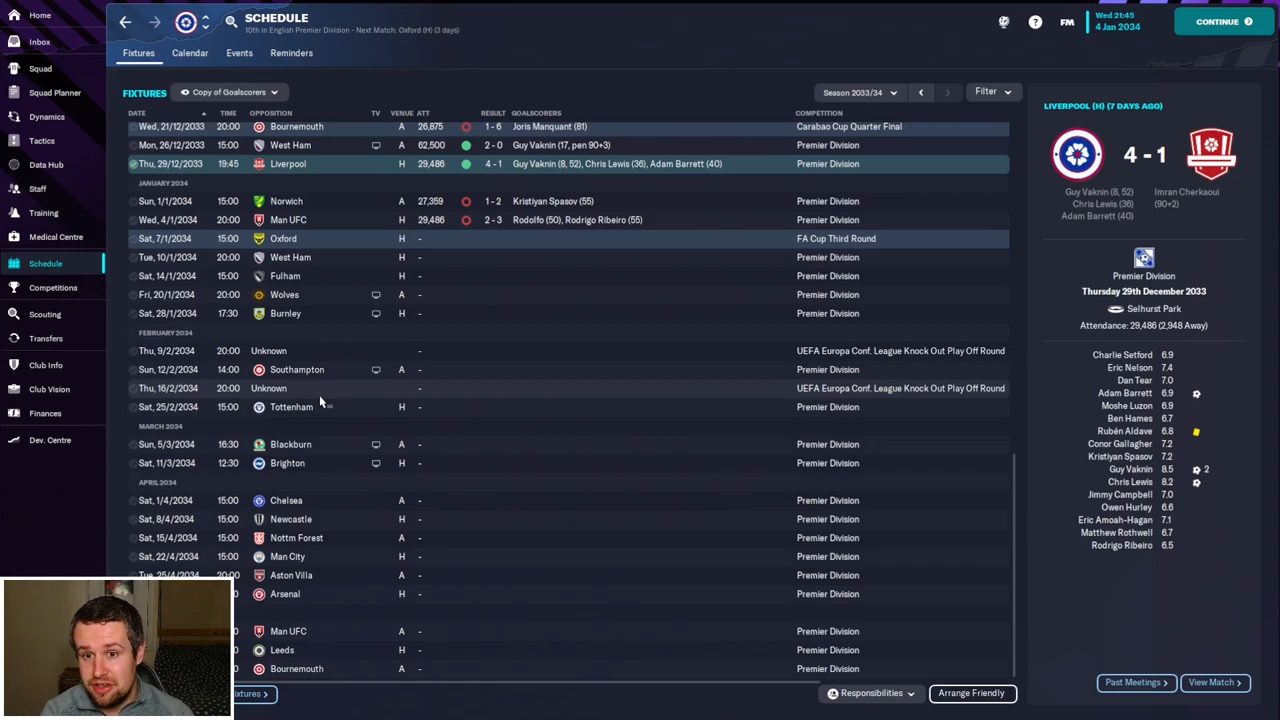 Home
Inbox
Squad
Squad Planner
Dynamics
Tactics
Data Hub
Staff
Training
Medical Centre
Schedule
Competitions
Scouting
Transfers
Club Info
Club Vision
Finances
Dev. Centre
SCHEDULE
10th in English Premier Division - Next Match: Oxford (H) (3 days)
FM
Wed 21:45
4 Jan 2034
CONTINUE
Fixtures Calendar Events Reminders
FIXTURES Copy of Goalscorers Season 2033/34 Filter
DATE TIME OPPOSITION TV VENUE ATT RESULT GOALSCORERS COMPETITION
Wed, 21/12/2033 20:00 Bournemouth A 26,875 1 - 6 Joris Manquant (81) Carabao Cup Quarter Final
Mon, 26/12/2033 15:00 West Ham A 62,500 2 - 0 Guy Vaknin (17, pen 90+3) Premier Division
Thu, 29/12/2033 19:45 Liverpool H 29,486 4 - 1 Guy Vaknin (8, 52), Chris Lewis (36), Adam Barrett (40) Premier Division
JANUARY 2034
Sun, 1/1/2034 15:00 Norwich A 27,359 1 - 2 Kristiyan Spasov (55) Premier Division
Wed, 4/1/2034 20:00 Man UFC H 29,486 2 - 3 Rodolfo (50), Rodrigo Ribeiro (55) Premier Division
Sat, 7/1/2034 15:00 Oxford H - FA Cup Third Round
Tue, 10/1/2034 20:00 West Ham H - Premier Division
Sat, 14/1/2034 15:00 Fulham H - Premier Division
Fri, 20/1/2034 20:00 Wolves A - Premier Division
Sat, 28/1/2034 17:30 Burnley H - Premier Division
FEBRUARY 2034
Thu, 9/2/2034 20:00 Unknown - UEFA Europa Conf. League Knock Out Play Off Round
Sun, 12/2/2034 14:00 Southampton A - Premier Division
Thu, 16/2/2034 20:00 Unknown - UEFA Europa Conf. League Knock Out Play Off Round
Sat, 25/2/2034 15:00 Tottenham H - Premier Division
MARCH 2034
Sun, 5/3/2034 16:30 Blackburn A - Premier Division
Sat, 11/3/2034 12:30 Brighton H - Premier Division
APRIL 2034
Sat, 1/4/2034 15:00 Chelsea A - Premier Division
Sat, 8/4/2034 15:00 Newcastle H - Premier Division
Sat, 15/4/2034 15:00 Nottm Forest A - Premier Division
Sat, 22/4/2034 15:00 Man City H - Premier Division
Tue, 25/4/2034 20:00 Aston Villa A - Premier Division
Arsenal H - Premier Division
Man UFC A - Premier Division
Leeds H - Premier Division
Bournemouth A - Premier Division
Responsibilities Arrange Friendly
LIVERPOOL (H) (7 DAYS AGO)
4 - 1
Guy Vaknin (8, 52)
Chris Lewis (36)
Adam Barrett (40)
Imran Cherkaoui
(90+2)
Premier Division
Thursday 29th December 2033
Selhurst Park
Attendance: 29,486 (2,948 Away)
Charlie Setford 6.9
Eric Nelson 7.4
Dan Tear 7.0
Adam Barrett 6.9
Moshe Luzon 6.9
Ben Hames 6.7
Rubén Aldave 6.8
Conor Gallagher 7.2
Kristiyan Spasov 7.2
Guy Vaknin 8.5 2
Chris Lewis 8.2
Jimmy Campbell 7.0
Owen Hurley 6.6
Eric Amoah-Hagan 7.1
Matthew Rothwell 6.7
Rodrigo Ribeiro 6.5
Past Meetings View Match